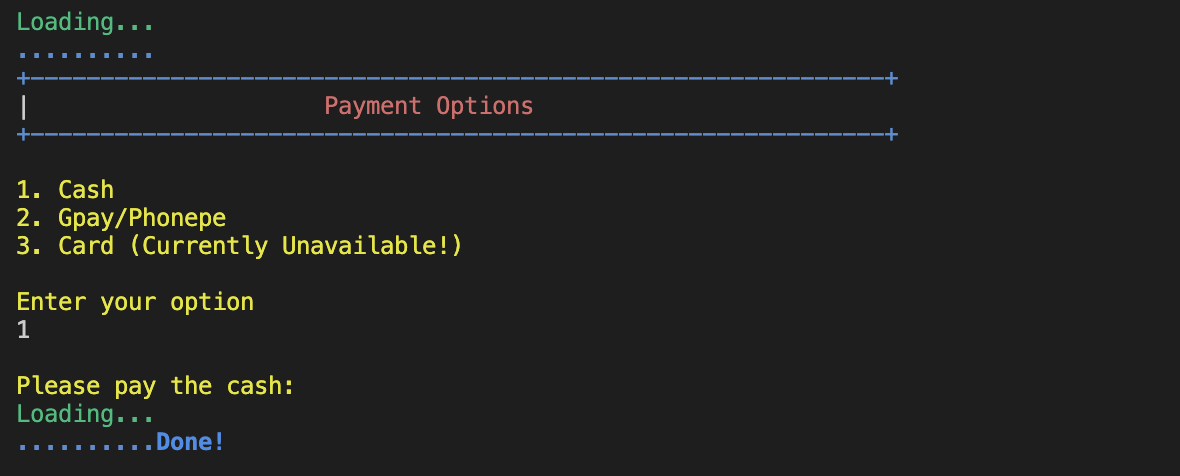 Loading...
..........
+-------------------------------------------------------------+
|                      Payment Options
+-------------------------------------------------------------+
1. Cash
2. Gpay/Phonepe
3. Card (Currently Unavailable!)
Enter your option
1
Please pay the cash:
Loading...
..........Done!